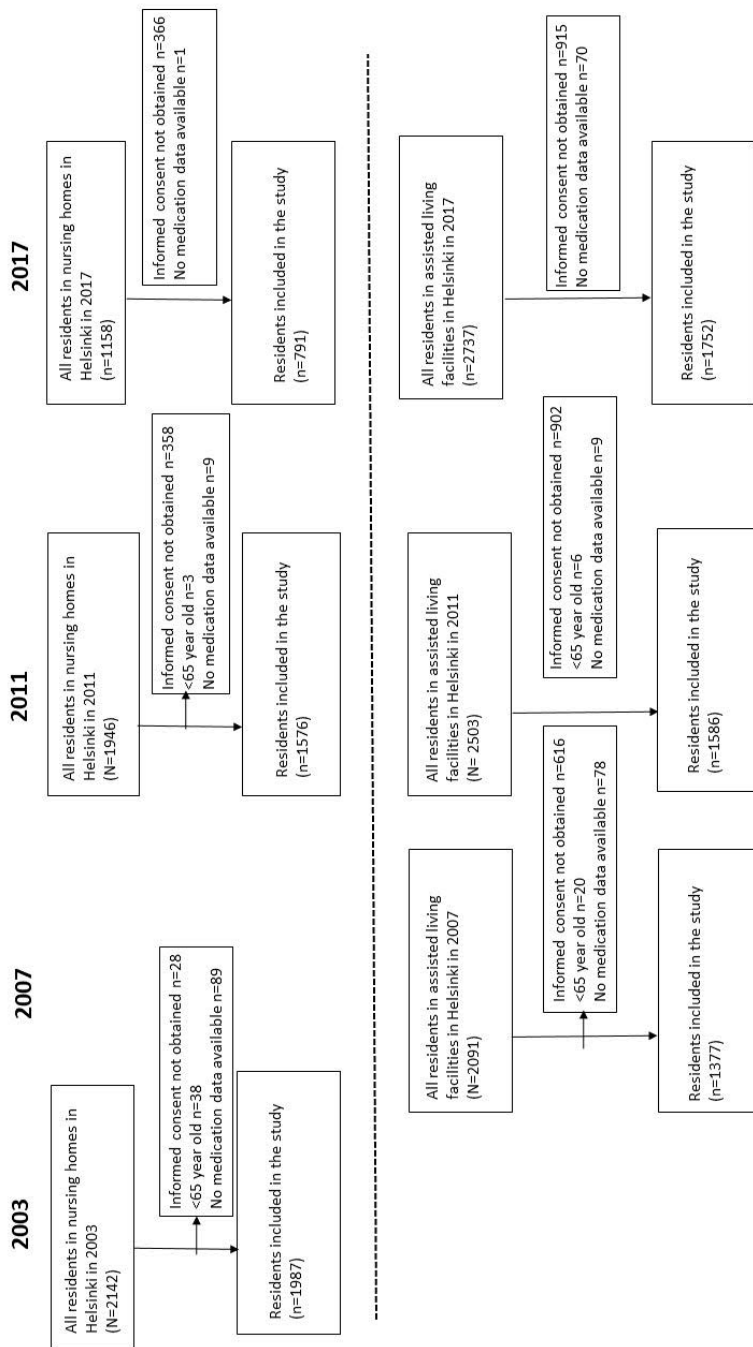 2003
2007
2011
2017
All residents in nursing homes in
Helsinki in 2003
(N=2142)
Informed consent not obtained n=28
<65 year old n=38
No medication data available n=89
Residents included in the study
(n=1987)
All residents in nursing homes in
Helsinki in 2011
(N=1946)
Informed consent not obtained n=358
<65 year old n=3
No medication data available n=9
Residents included in the study
(n=1576)
All residents in nursing homes in
Helsinki in 2017
(n=1158)
Informed consent not obtained n=366
No medication data available n=1
Residents included in the study
(n=791)
All residents in assisted living
facilities in Helsinki in 2007
(N=2091)
Informed consent not obtained n=616
<65 year old n=20
No medication data available n=78
Residents included in the study
(n=1377)
All residents in assisted living
facilities in Helsinki in 2011
(N= 2503)
Informed consent not obtained n=902
<65 year old n=6
No medication data available n=9
Residents included in the study
(n=1586)
All residents in assisted living
facilities in Helsinki in 2017
(n=2737)
Informed consent not obtained n=915
No medication data available n=70
Residents included in the study
(n=1752)